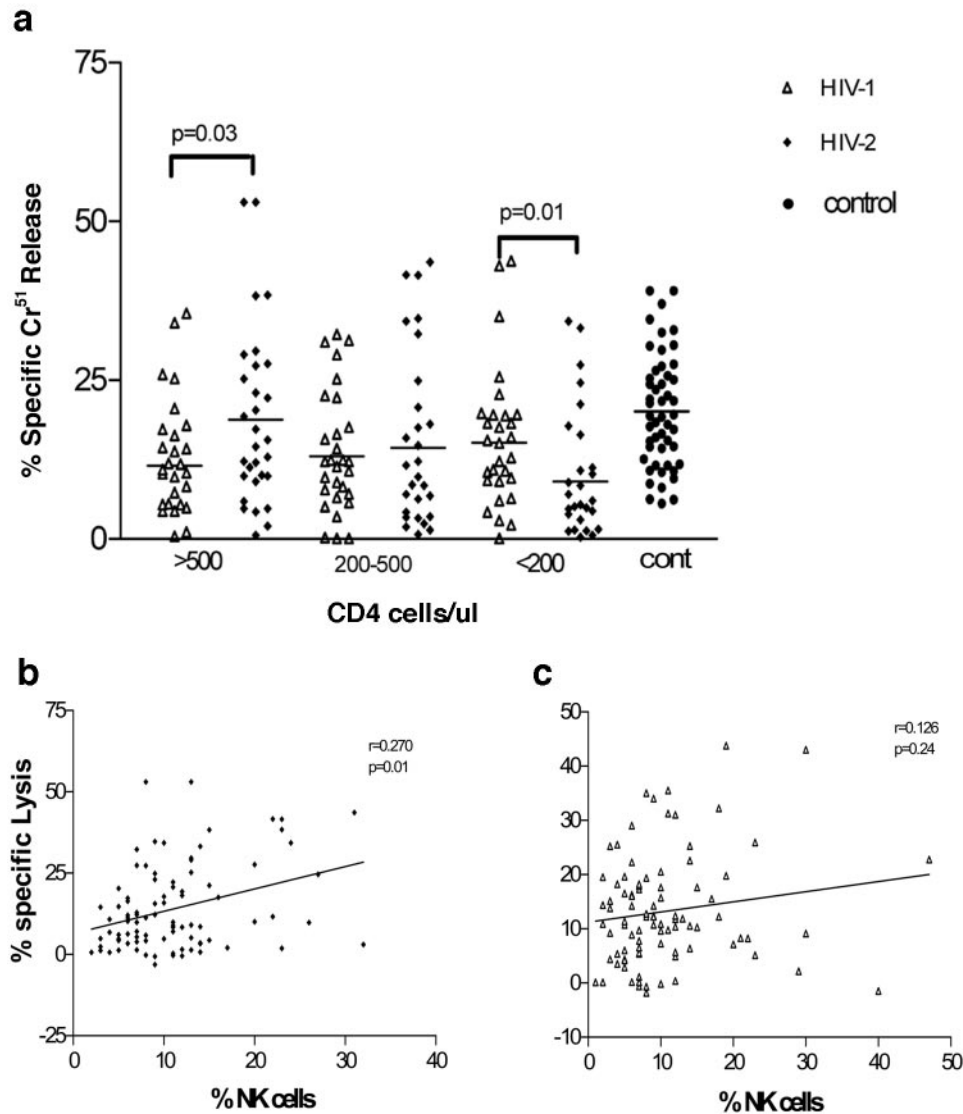 a
75
50
25
0
% Specific Cr51 Release
p=0.03
p=0.01
HIV-1
HIV-2
control
>500
200-500
<200
cont
CD4 cells/ul
b
75
50
25
0
-25
% specific Lysis
r=0.270
p=0.01
0
10
20
30
40
% NK cells
c
50
40
30
20
10
0
-10
r=0.126
p=0.24
0
10
20
30
40
50
% NK cells